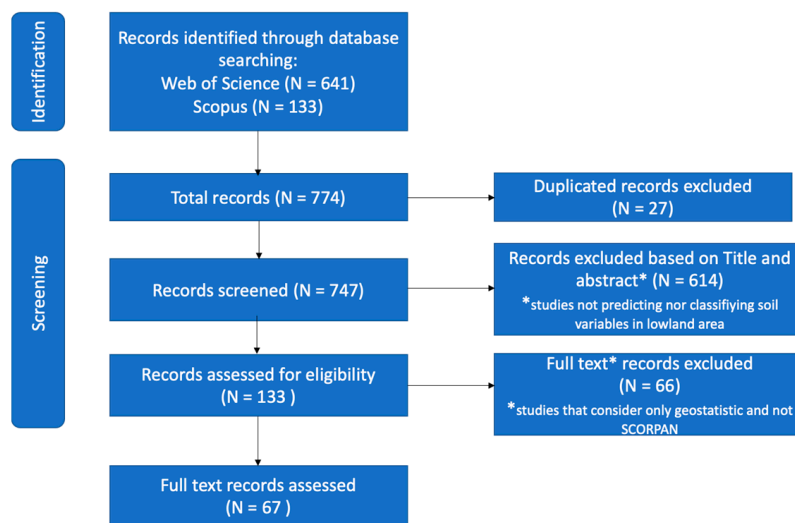 Identification
Records identified through database
searching:
Web of Science (N = 641)
Scopus (N = 133)
Screening
Total records (N = 774)
Duplicated records excluded
(N = 27)
Records screened (N = 747)
Records excluded based on Title and
abstract* (N = 614)
*studies not predicting nor classifiying soil
variables in lowland area
Records assessed for eligibility
(N = 133 )
Full text* records excluded
(N = 66)
*studies that consider only geostatistic and not
SCORPAN
Full text records assessed
(N = 67 )